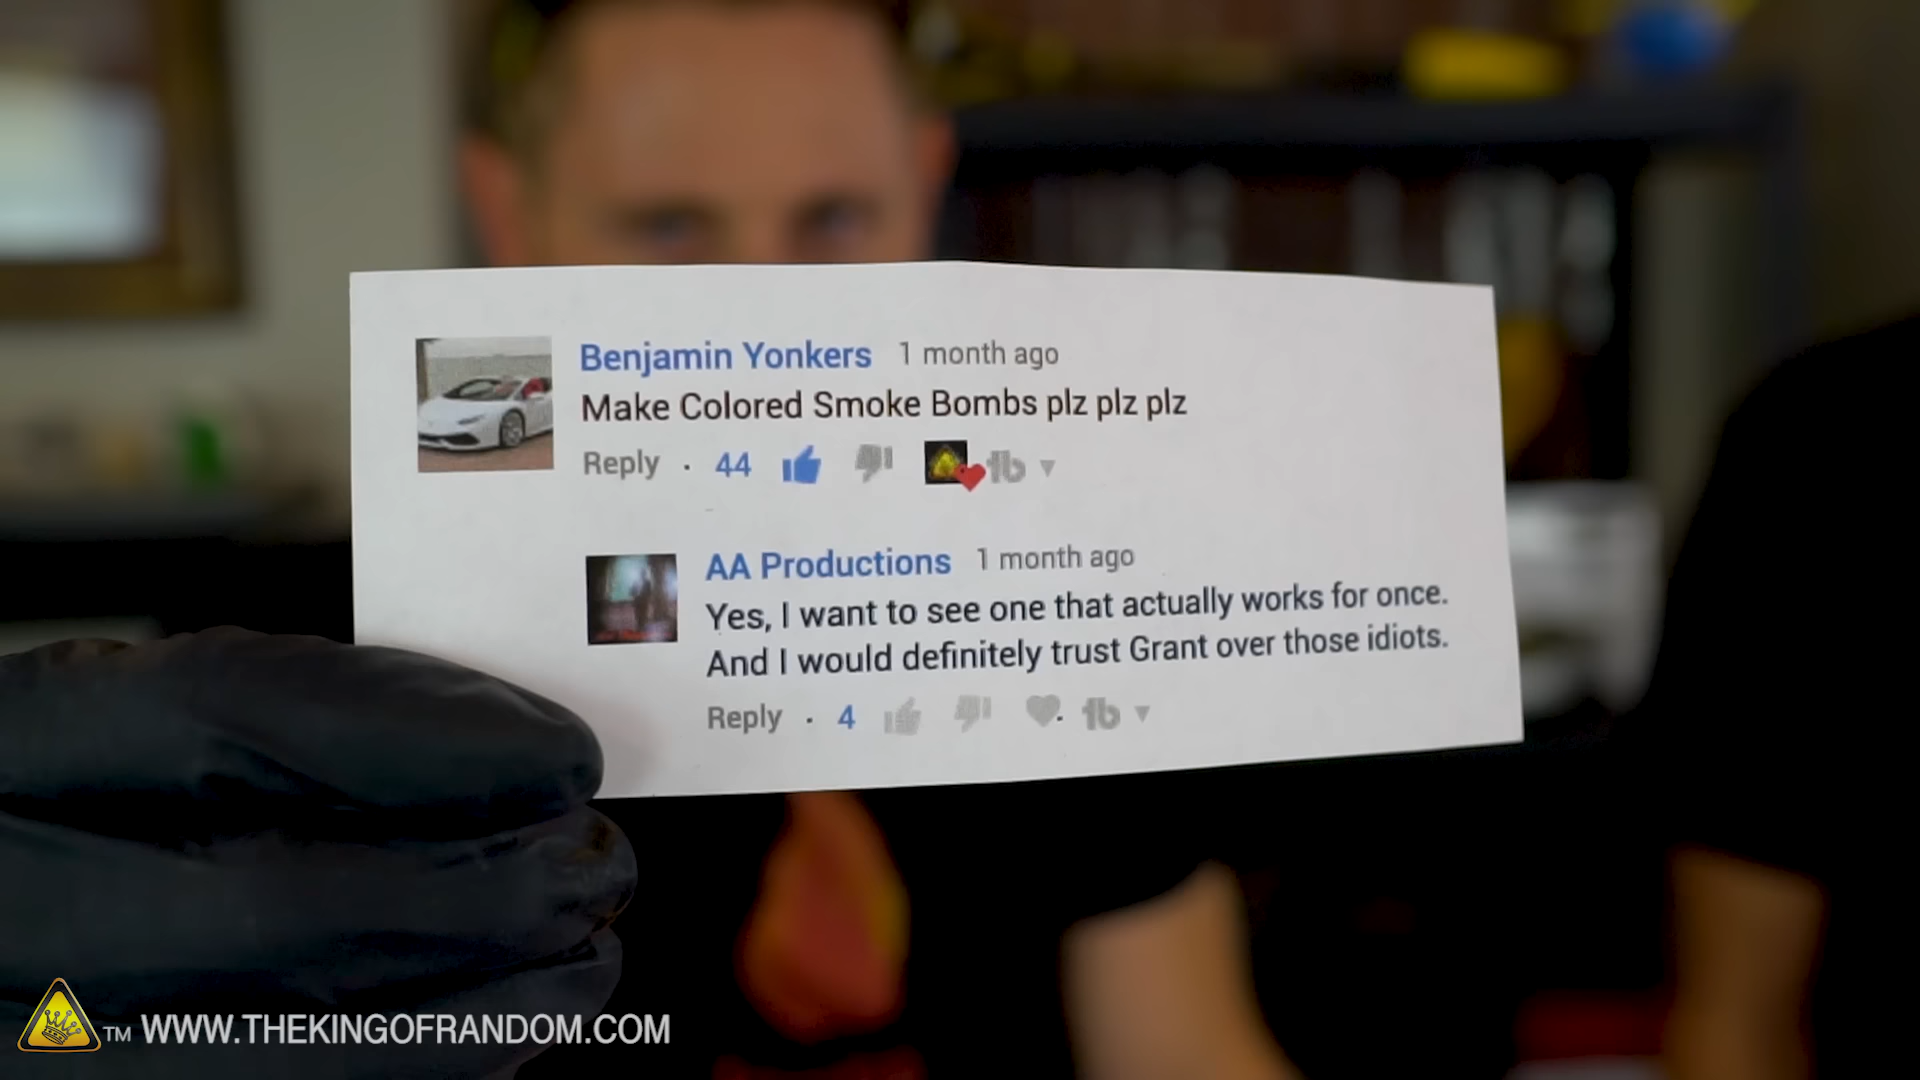 Benjamin Yonkers 1 month ago
Make Colored Smoke Bombs plz plz plz
Reply · 44
AA Productions 1 month ago
Yes, I want to see one that actually works for once.
And I would definitely trust Grant over those idiots.
Reply · 4
TM WWW.THEKINGOFRANDOM.COM